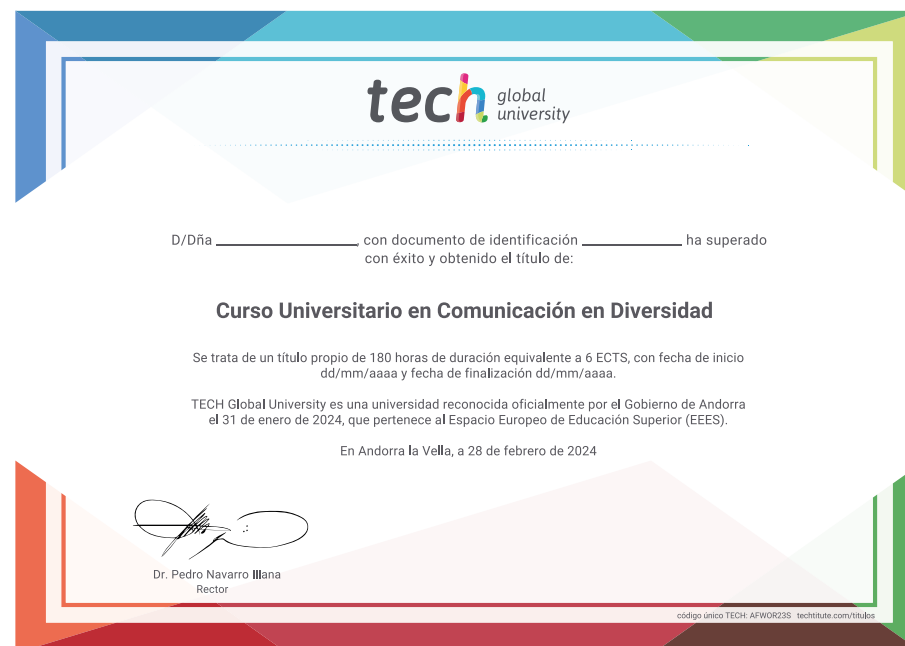 tech global university
D/Dña ______________, con documento de identificación __________ ha superado
con éxito y obtenido el título de:
Curso Universitario en Comunicación en Diversidad
Se trata de un título propio de 180 horas de duración equivalente a 6 ECTS, con fecha de inicio
dd/mm/aaaa y fecha de finalización dd/mm/aaaa.
TECH Global University es una universidad reconocida oficialmente por el Gobierno de Andorra
el 31 de enero de 2024, que pertenece al Espacio Europeo de Educación Superior (EEES).
En Andorra la Vella, a 28 de febrero de 2024
Dr. Pedro Navarro Illana
Rector
código único TECH: AFWOR23S techtitute.com/titulos